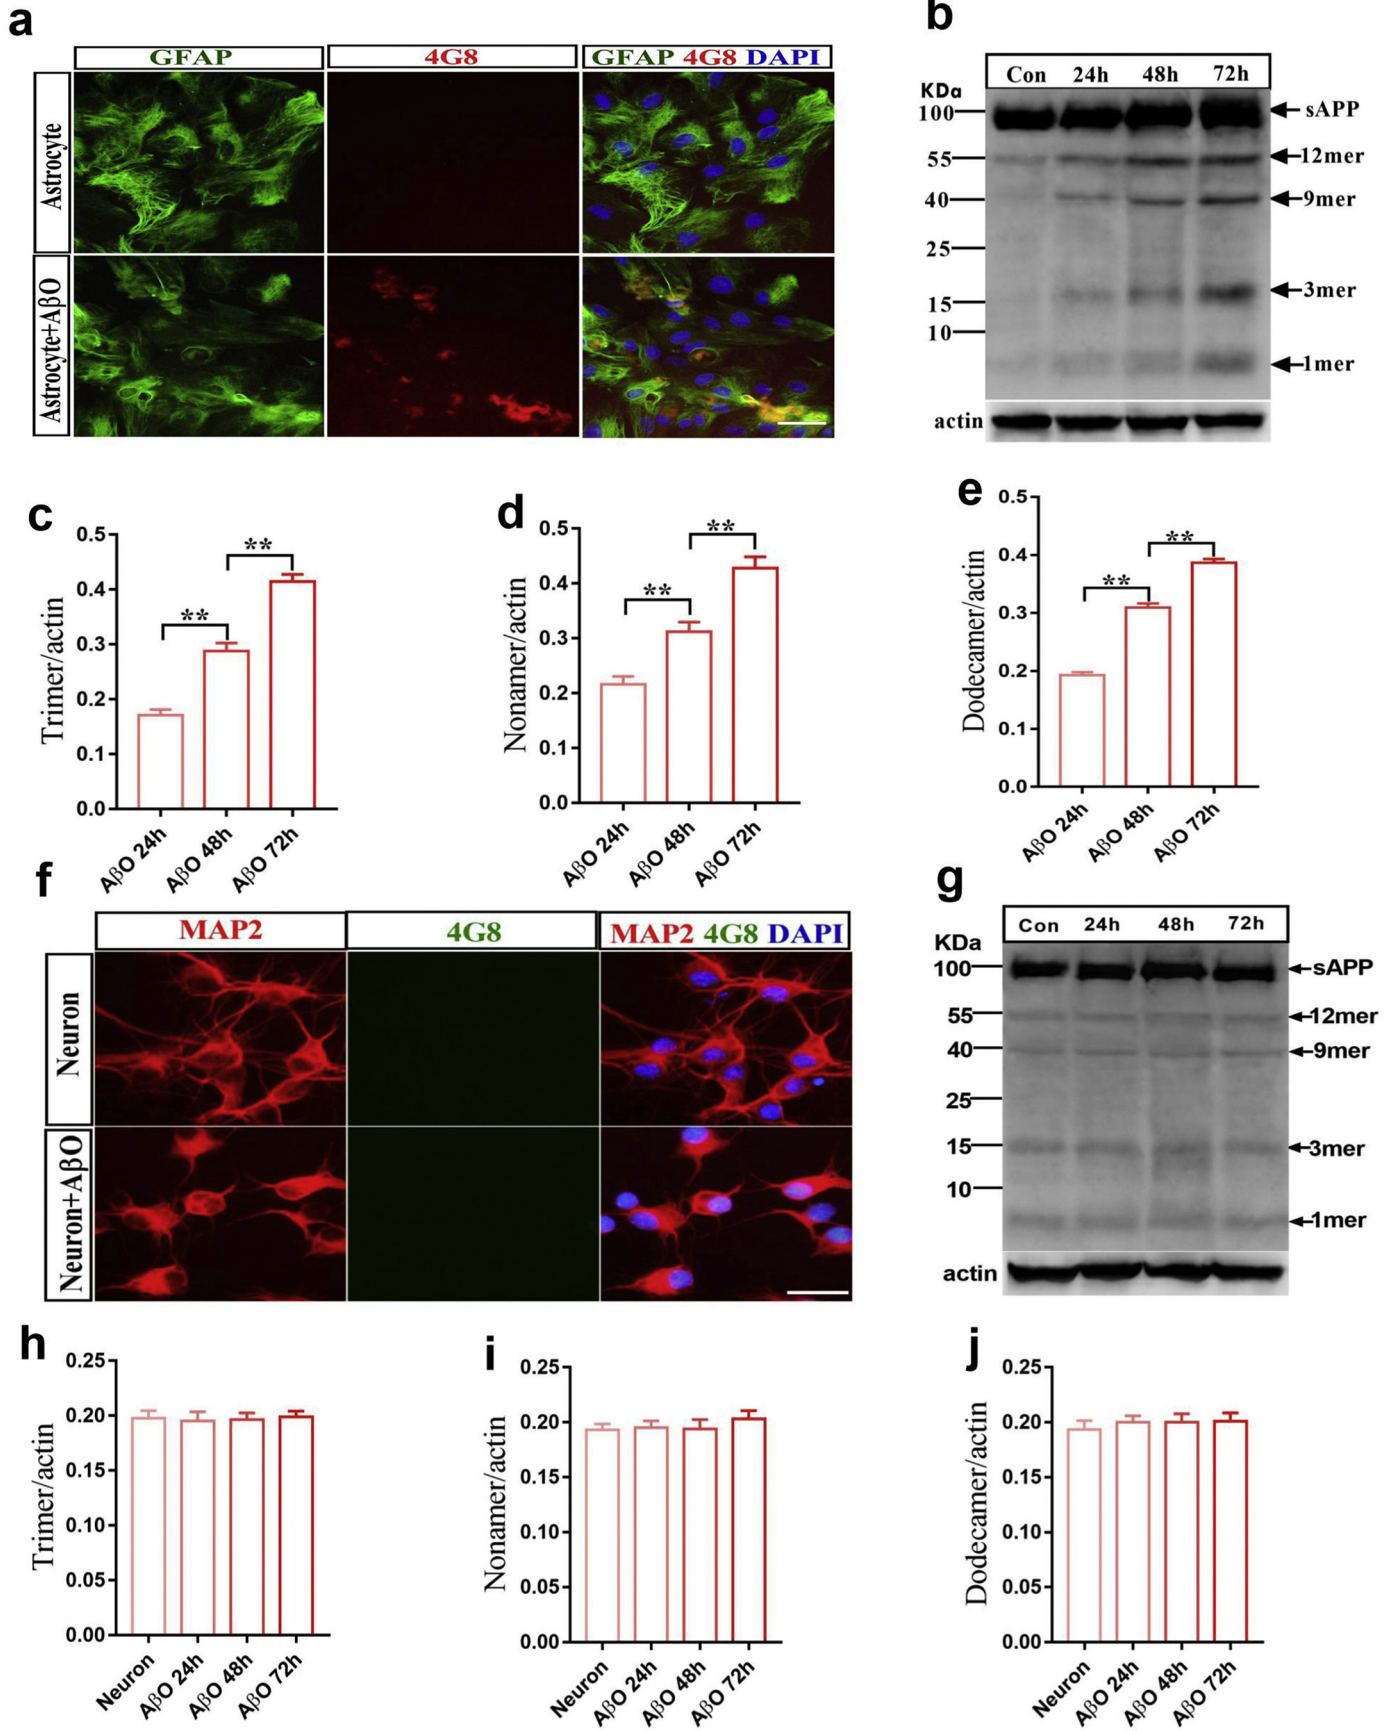 a
GFAP 4G8 GFAP 4G8 DAPI
Astrocyte
Astrocyte+AβO
b
Con 24h 48h 72h
KDa
100 sAPP
55 12mer
40 9mer
25
15 3mer
10
1mer
actin
c
Trimer/actin
0.5
0.4
0.3
0.2
0.1
0.0
**
**
AβO 24h AβO 48h AβO 72h
d
Nonamer/actin
0.5
0.4
0.3
0.2
0.1
0.0
**
**
AβO 24h AβO 48h AβO 72h
e
Dodecamer/actin
0.5
0.4
0.3
0.2
0.1
0.0
**
**
AβO 24h AβO 48h AβO 72h
f
MAP2 4G8 MAP2 4G8 DAPI
Neuron
Neuron+AβO
g
Con 24h 48h 72h
KDa
100 sAPP
55 12mer
40 9mer
25
15 3mer
10
1mer
actin
h
Trimer/actin
0.25
0.20
0.15
0.10
0.05
0.00
Neuron AβO 24h AβO 48h AβO 72h
i
Nonamer/actin
0.25
0.20
0.15
0.10
0.05
0.00
Neuron AβO 24h AβO 48h AβO 72h
j
Dodecamer/actin
0.25
0.20
0.15
0.10
0.05
0.00
Neuron AβO 24h AβO 48h AβO 72h